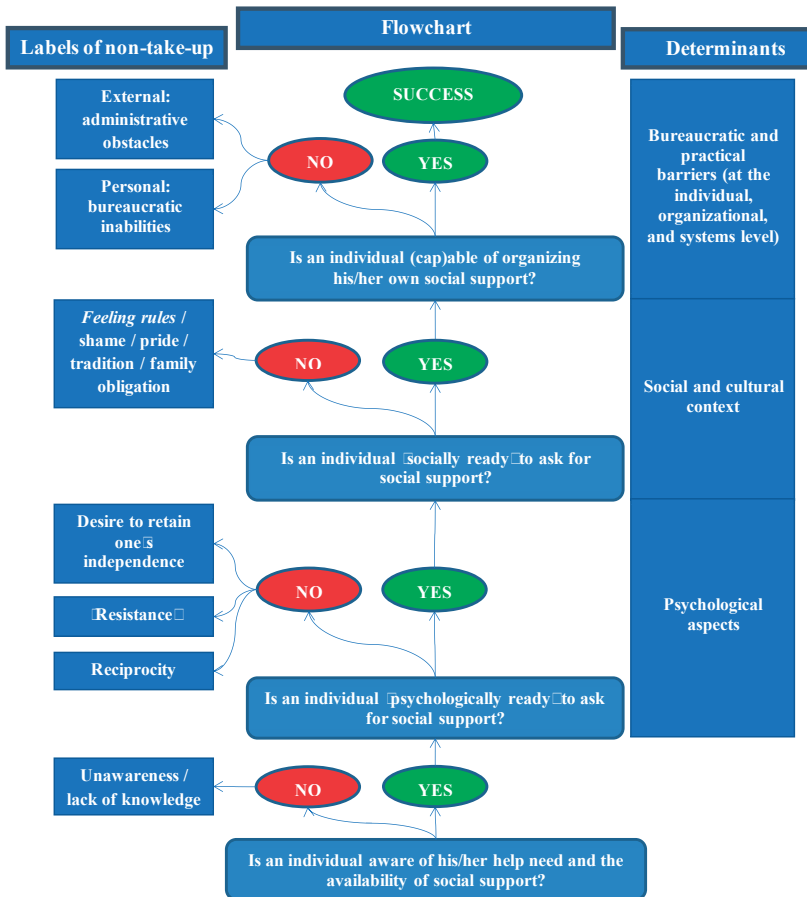 Labels of non-take-up
Flowchart
Determinants
External:
administrative
obstacles
Personal:
bureaucratic
inabilities
SUCCESS
NO
YES
Is an individual (cap)able of organizing
his/her own social support?
Bureaucratic and
practical
barriers (at the
individual,
organizational,
and systems level)
Feeling rules /
shame / pride /
tradition / family
obligation
NO
YES
Is an individual socially ready to ask for
social support?
Social and cultural
context
Desire to retain
one s
independence
Resistance
Reciprocity
NO
YES
Is an individual psychologically ready to ask
for social support?
Psychological
aspects
Unawareness /
lack of knowledge
NO
YES
Is an individual aware of his/her help need and the
availability of social support?